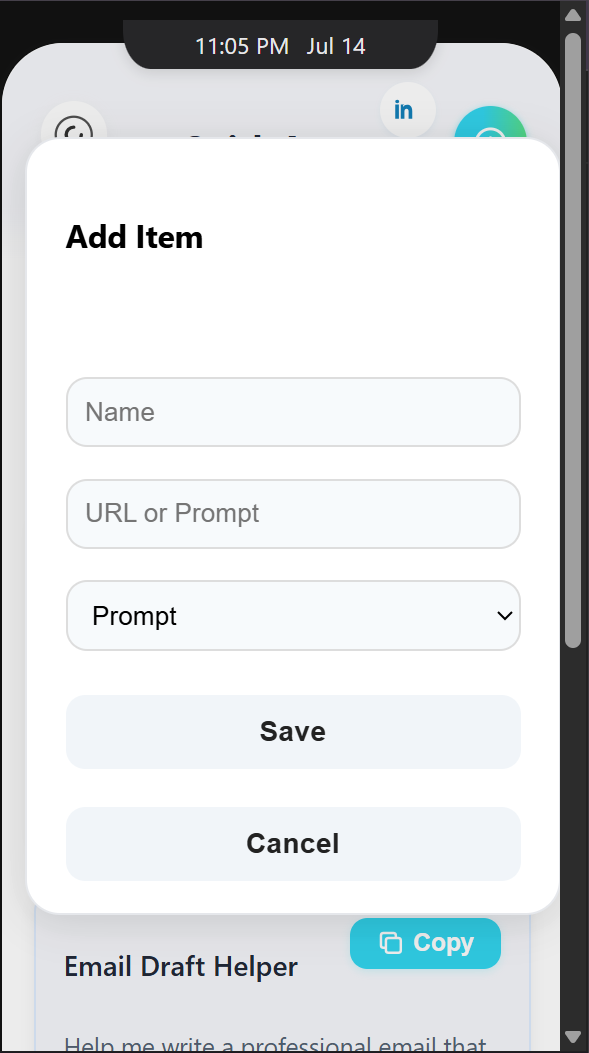 11:05 PM Jul 14
in
Add Item
Name
URL or Prompt
Prompt
Save
Cancel
Copy
Email Draft Helper
Help me write a professional email that